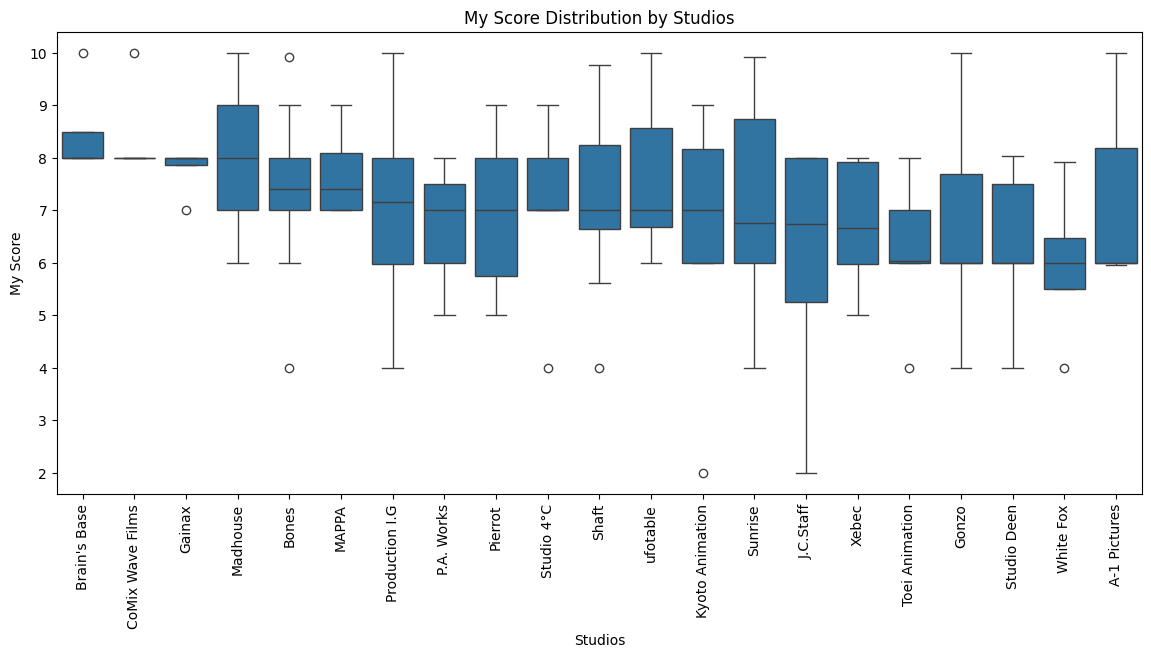 My Score Distribution by Studios
My Score
10
9
8
7
6
5
4
3
2
Brain's Base
CoMix Wave Films
Gainax
Madhouse
Bones
MAPPA
Production I.G
P.A. Works
Pierrot
Studio 4°C
Shaft
ufotable
Kyoto Animation
Sunrise
J.C.Staff
Xebec
Toei Animation
Gonzo
Studio Deen
White Fox
A-1 Pictures
Studios